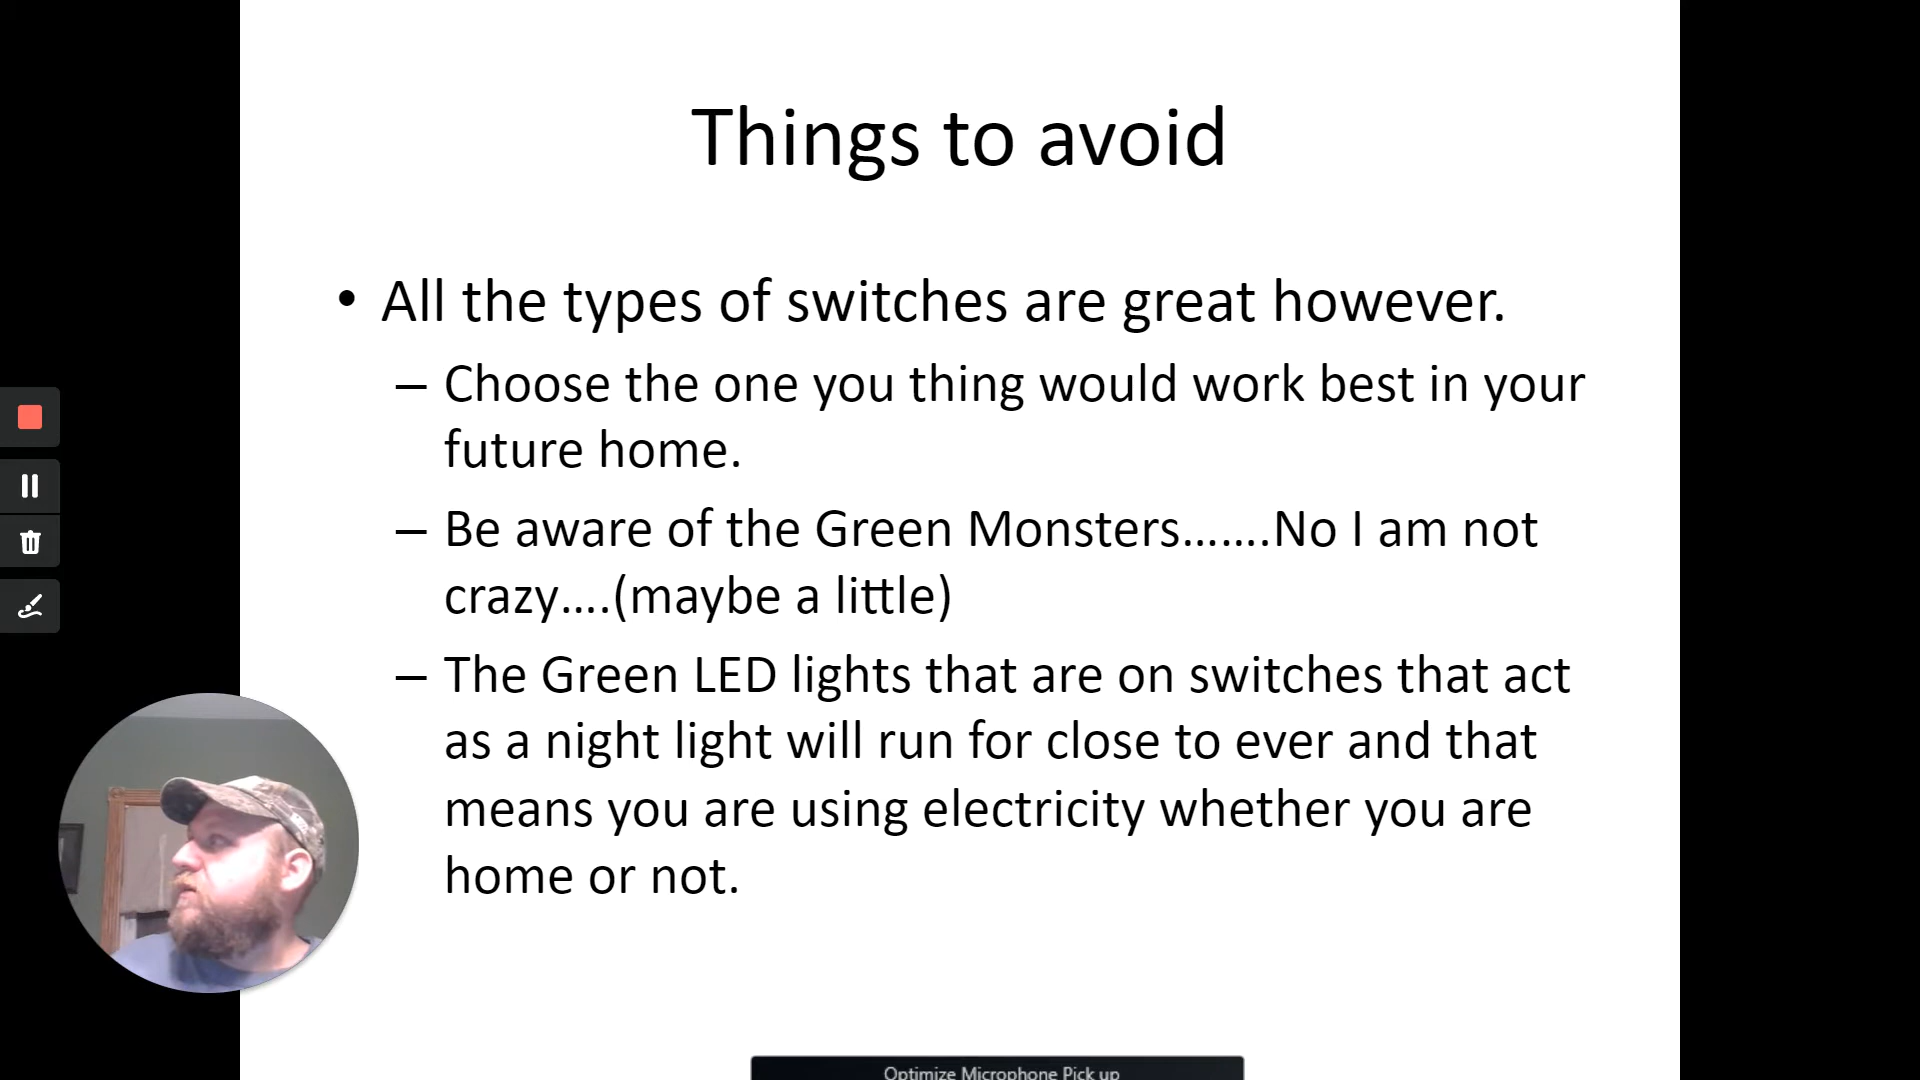 Things to avoid
• All the types of switches are great however.
– Choose the one you thing would work best in your
future home.
– Be aware of the Green Monsters…….No I am not
crazy….(maybe a little)
– The Green LED lights that are on switches that act
as a night light will run for close to ever and that
means you are using electricity whether you are
home or not.
Optimize Microphone Pick up